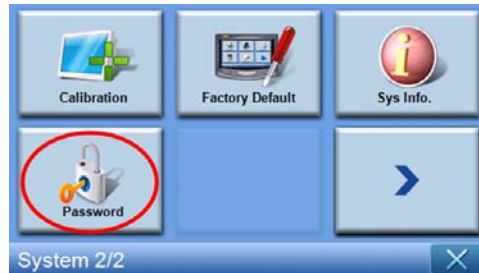 Calibration
Factory Default
Sys Info.
Password
System 2/2